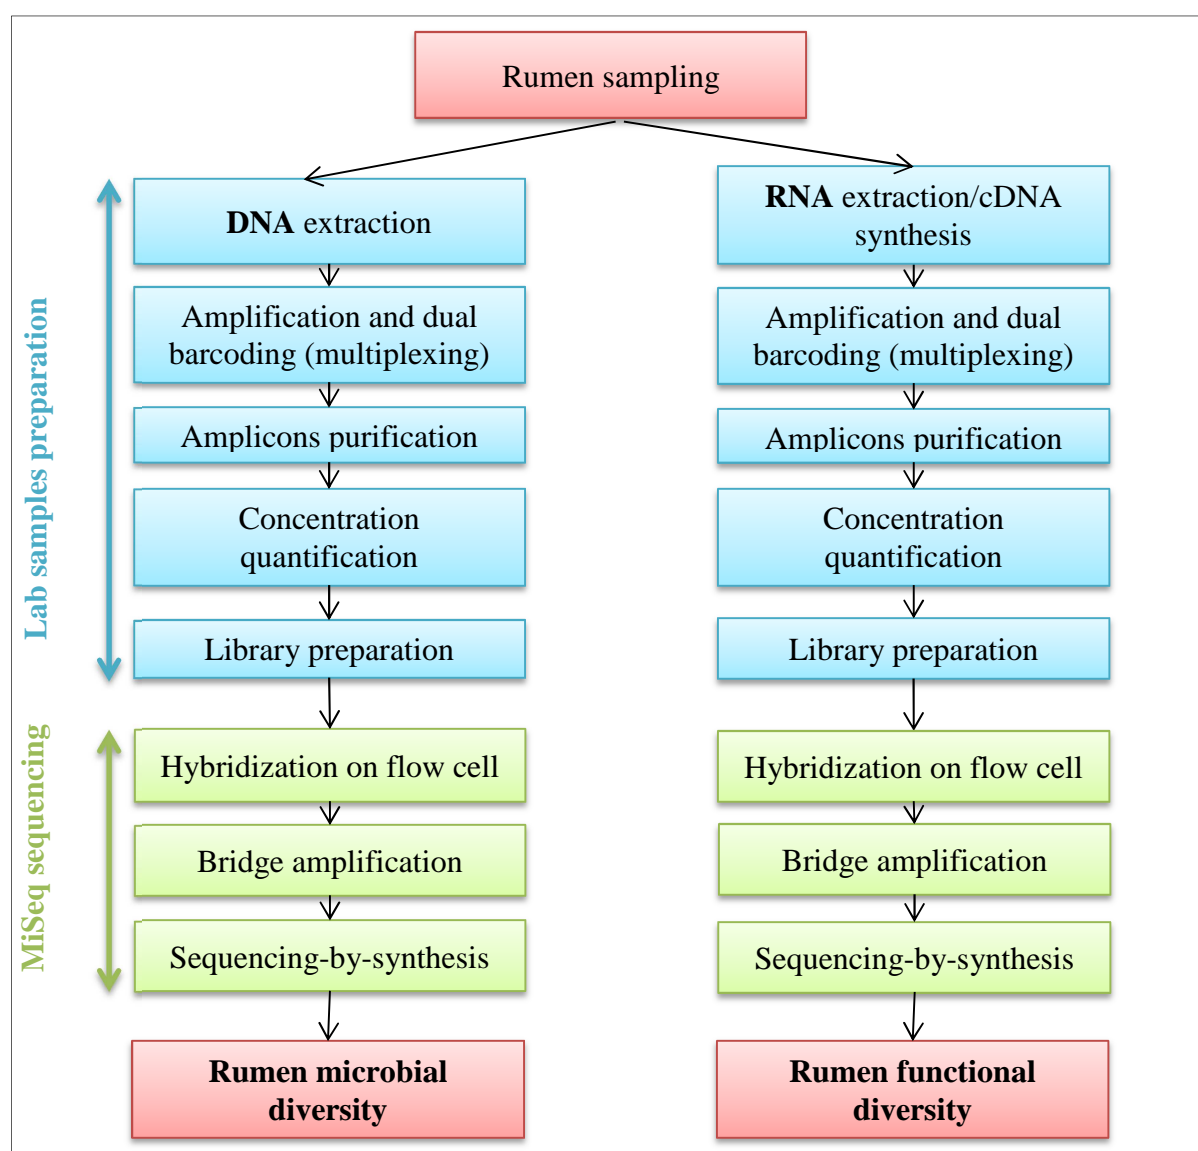 Rumen sampling
DNA extraction
Amplification and dual
barcoding (multiplexing)
Amplicons purification
Concentration
quantification
Library preparation
Hybridization on flow cell
Bridge amplification
Sequencing-by-synthesis
Rumen microbial
diversity
RNA extraction/cDNA
synthesis
Amplification and dual
barcoding (multiplexing)
Amplicons purification
Concentration
quantification
Library preparation
Hybridization on flow cell
Bridge amplification
Sequencing-by-synthesis
Rumen functional
diversity
Lab samples preparation
MiSeq sequencing